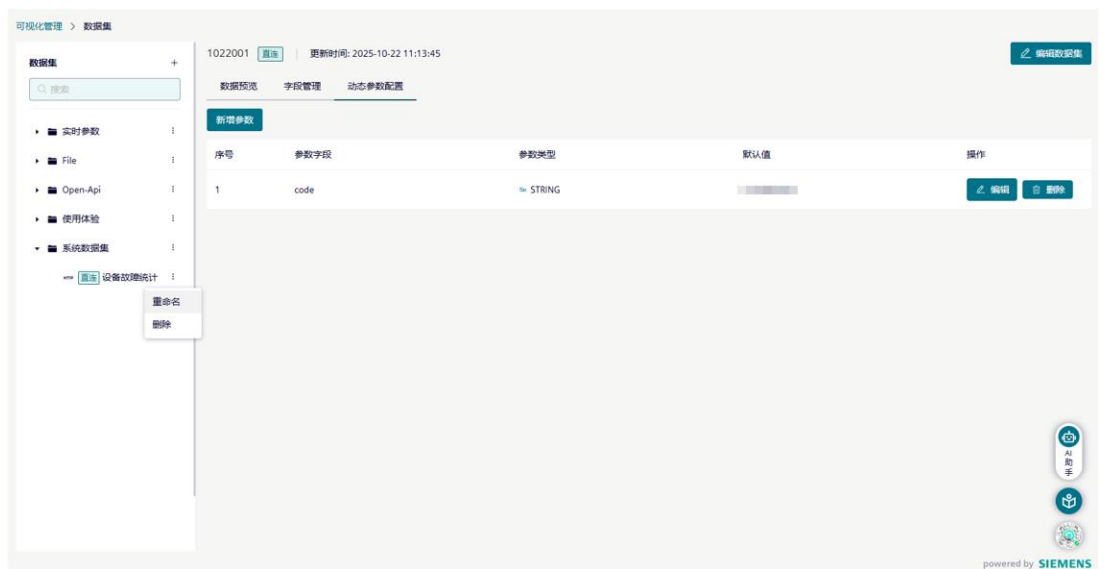 可视化管理 > 数据集
数据集 +
搜索
实时参数
File
Open-Api
使用体验
系统数据集
直连 设备故障统计
重命名
删除
1022001 直连 更新时间: 2025-10-22 11:13:45
编辑数据集
数据预览 字段管理 动态参数配置
新增参数
序号 参数字段 参数类型 默认值 操作
1 code STRING 编辑 删除
AI
助
手
powered by SIEMENS